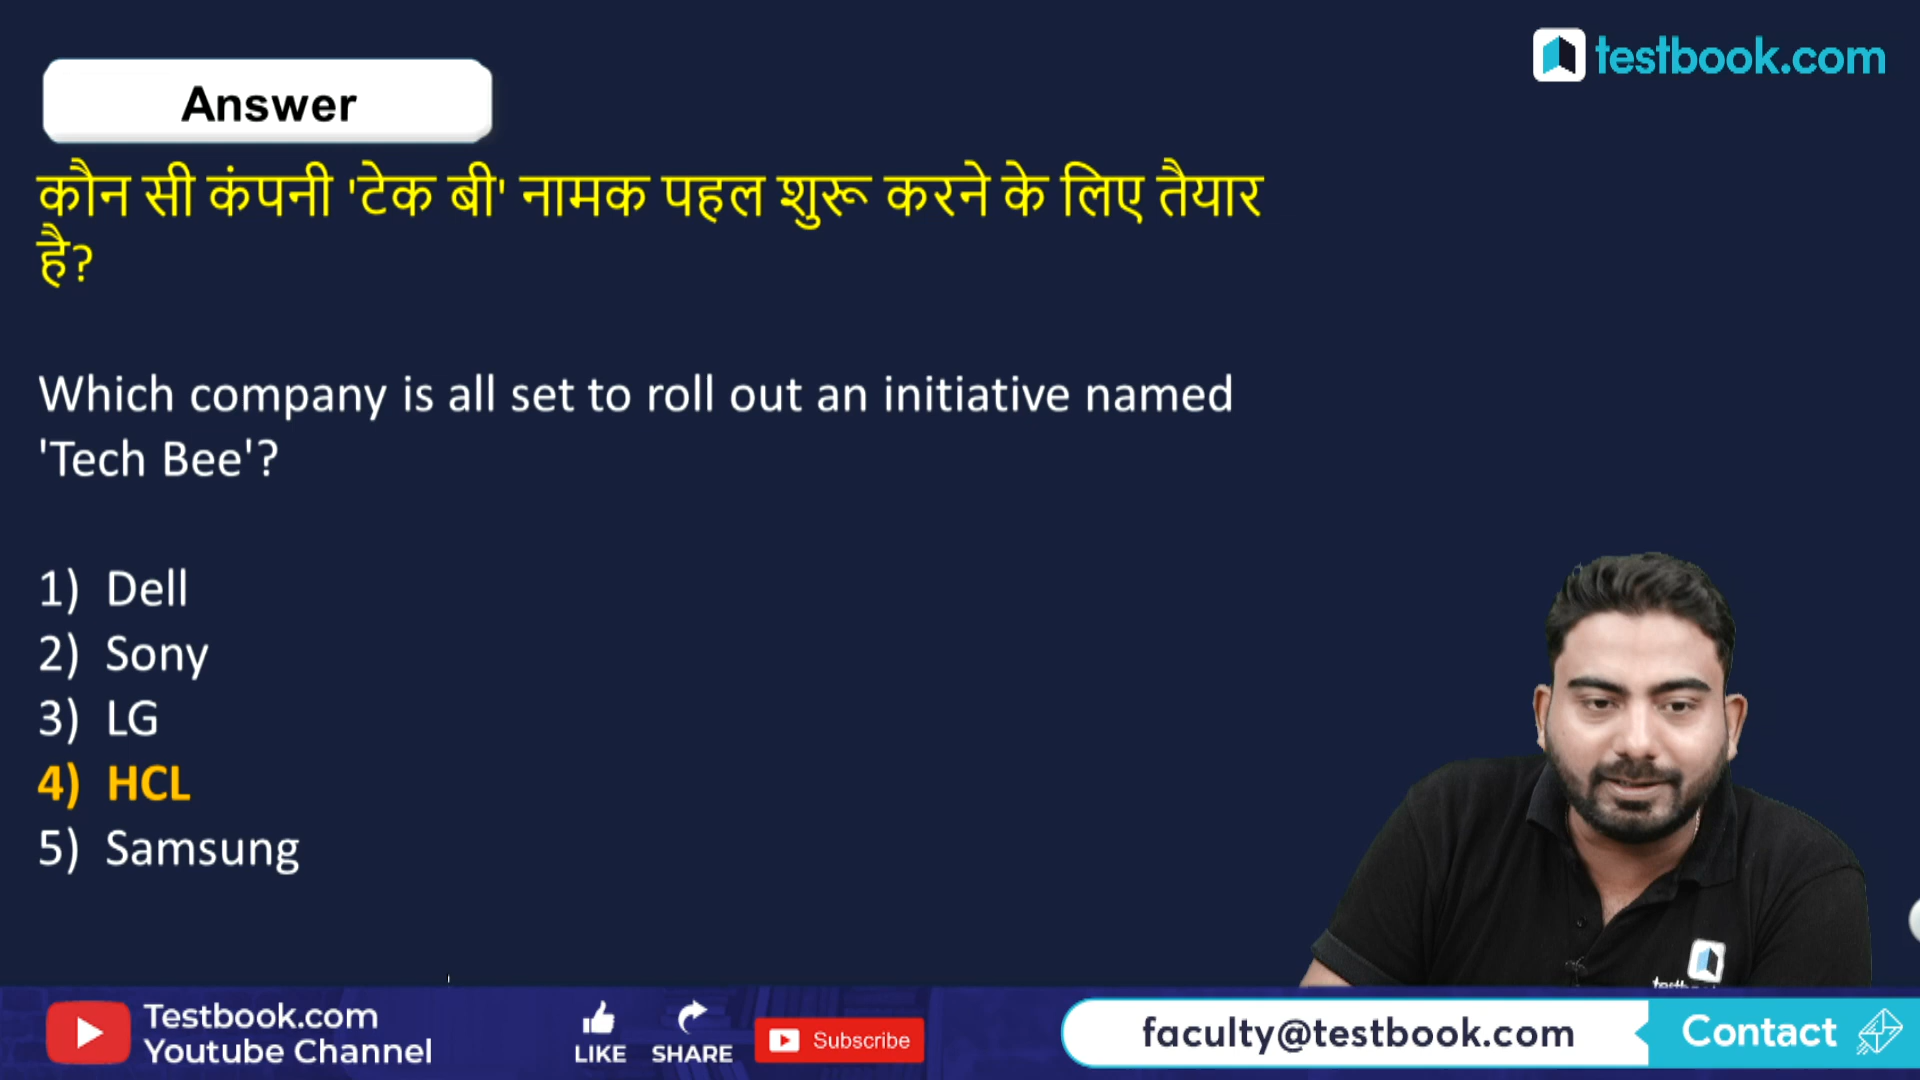 testbook.com
Answer
कौन सी कंपनी 'टेक बी' नामक पहल शुरू करने के लिए तैयार
है?
Which company is all set to roll out an initiative named
'Tech Bee'?
1) Dell
2) Sony
3) LG
4) HCL
5) Samsung
Testbook.com
Youtube Channel
LIKE
SHARE
Subscribe
faculty@testbook.com
Contact